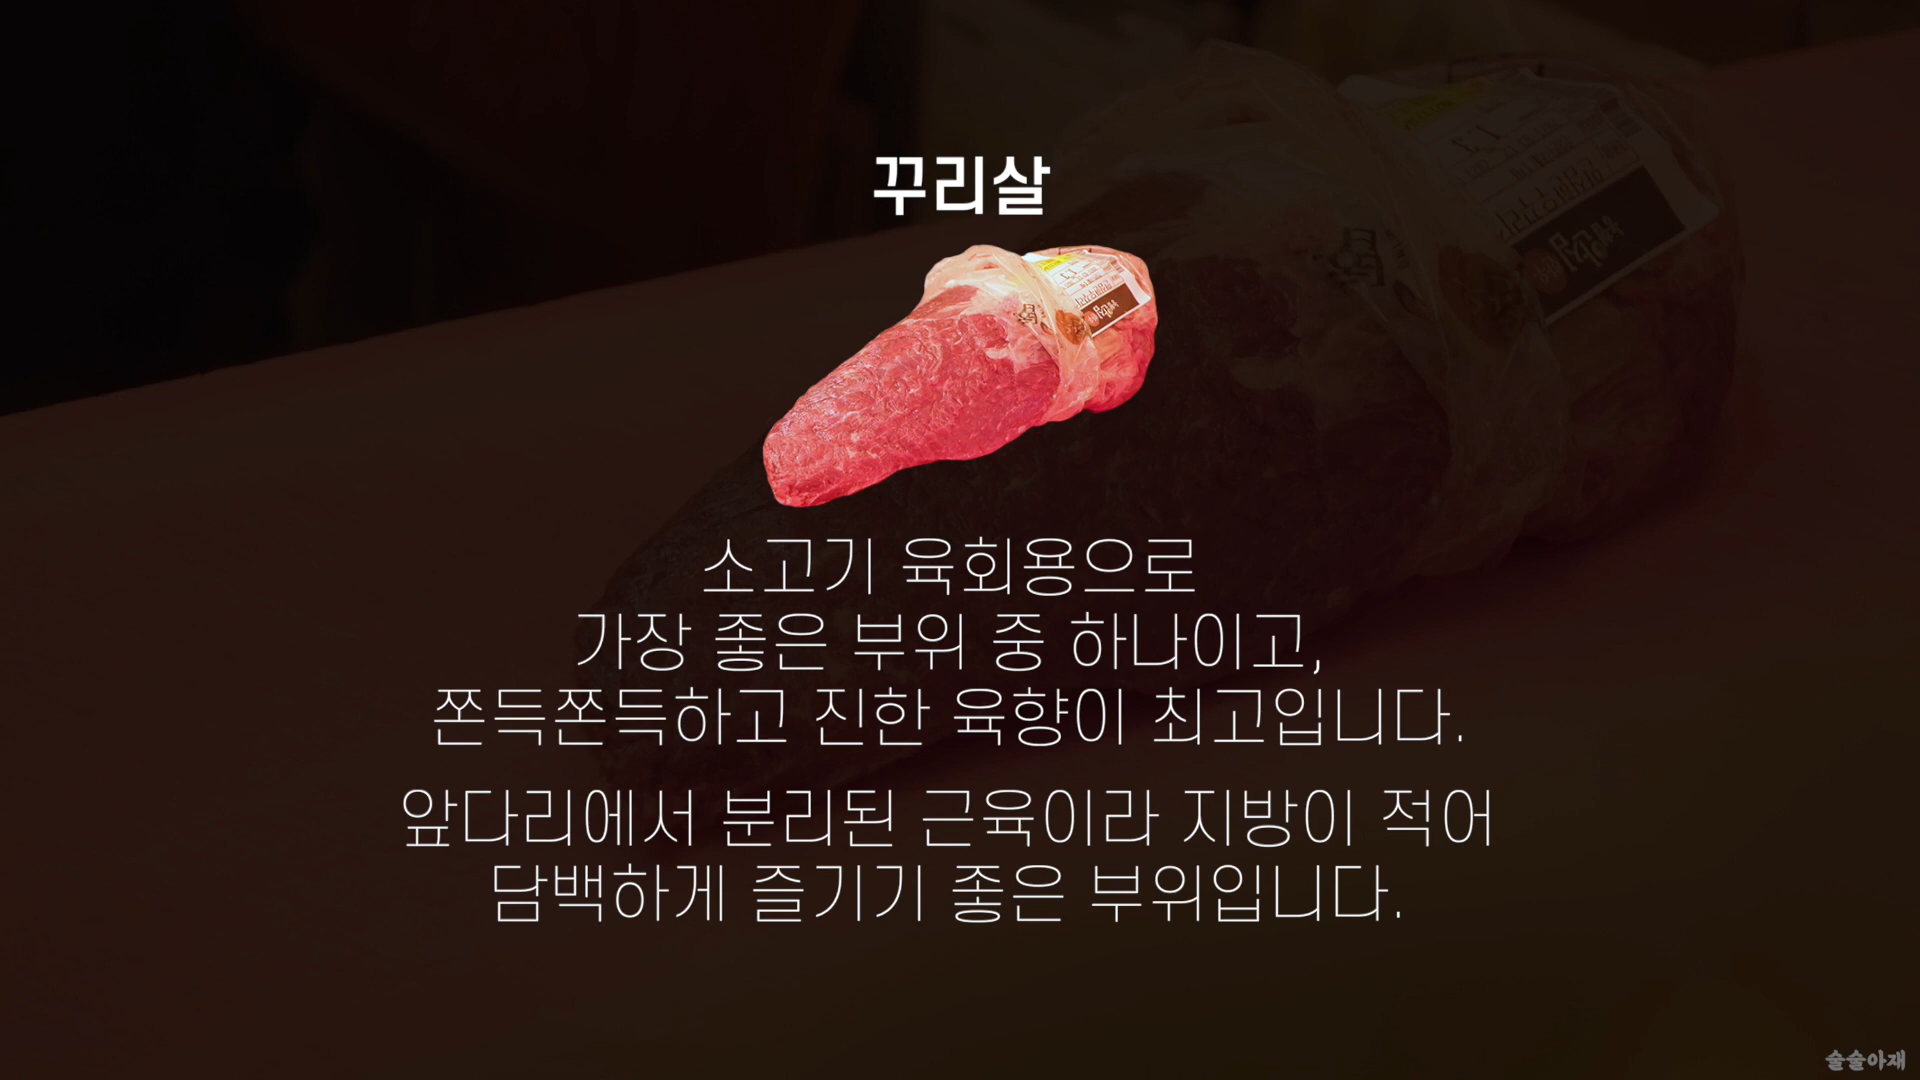 꾸리살
소고기 육회용으로
가장 좋은 부위 중 하나이고,
쫀득쫀득하고 진한 육향이 최고입니다.
앞다리에서 분리된 근육이라 지방이 적어
담백하게 즐기기 좋은 부위입니다.
술술아재